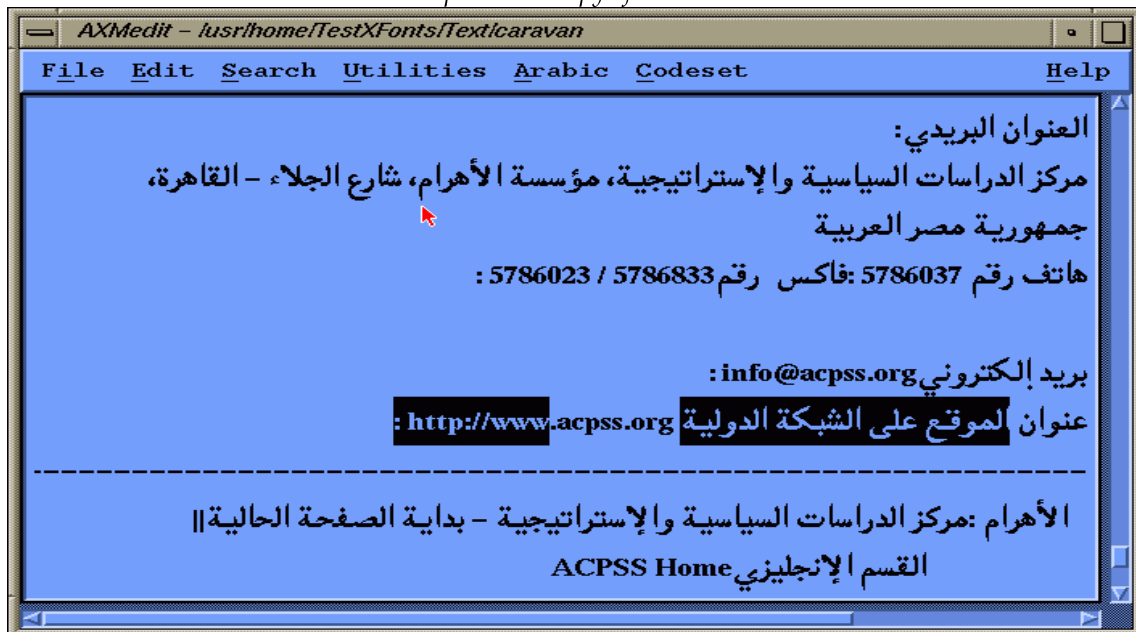 AXMedit – /usr/home/TestXFonts/Text/caravan
File Edit Search Utilities Arabic Codeset Help
العنوان البريدي:
مركز الدراسات السياسية والإستراتيجية، مؤسسة الأهرام، شارع الجلاء – القاهرة،
جمهورية مصر العربية
هاتف رقم 5786037 :فاكس رقم 5786833 / 5786023 :
بريد إلكتروني info@acpss.org :
عنوان الموقع على الشبكة الدولية http://www.acpss.org :
الأهرام :مركز الدراسات السياسية والإستراتيجية – بداية الصفحة الحالية||
القسم الإنجليزي ACPSS Home